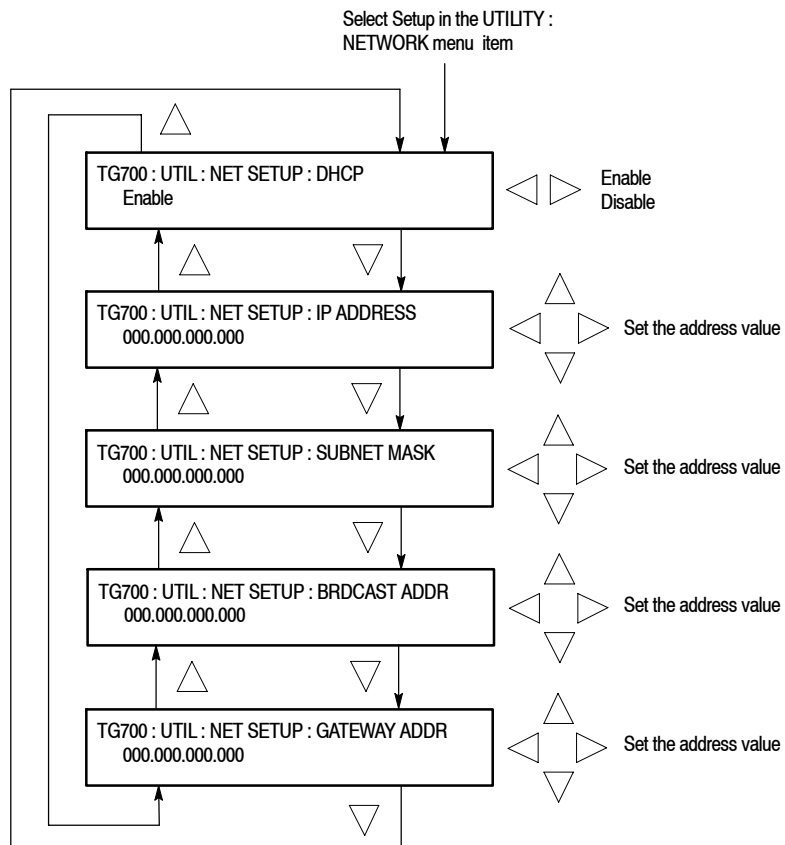 Select Setup in the UTILITY :
NETWORK menu item
TG700 : UTIL : NET SETUP : DHCP
Enable
Enable
Disable
TG700 : UTIL : NET SETUP : IP ADDRESS
000.000.000.000
Set the address value
TG700 : UTIL : NET SETUP : SUBNET MASK
000.000.000.000
Set the address value
TG700 : UTIL : NET SETUP : BRDCAST ADDR
000.000.000.000
Set the address value
TG700 : UTIL : NET SETUP : GATEWAY ADDR
000.000.000.000
Set the address value